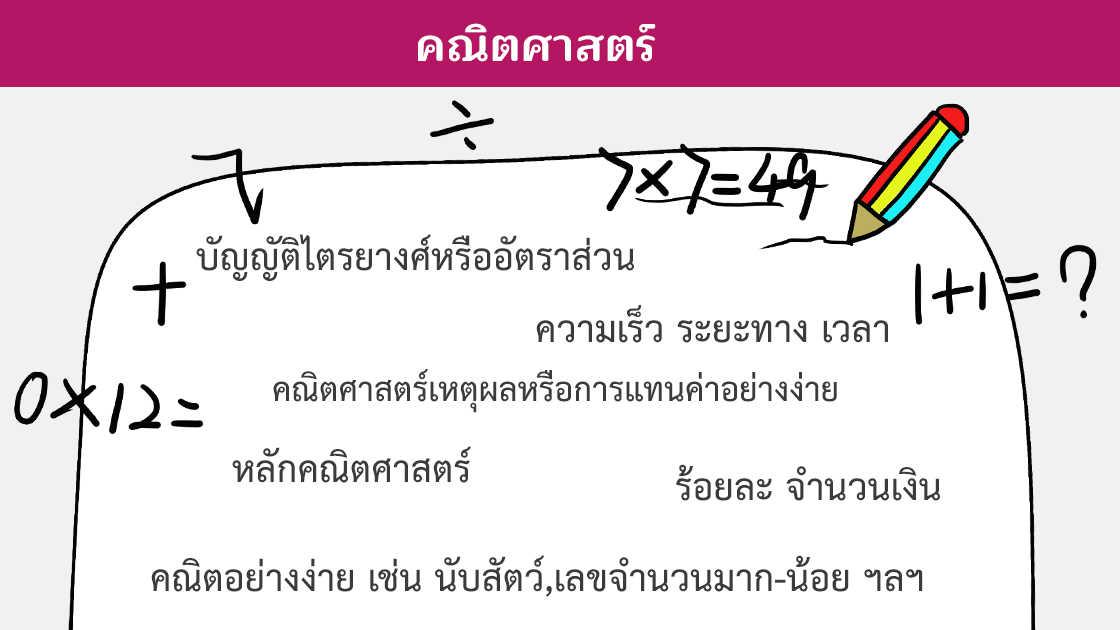 คณิตศาสตร์
÷
7x7=49
บัญญัติไตรยางศ์หรืออัตราส่วน
+
1+1=?
ความเร็ว ระยะทาง เวลา
คณิตศาสตร์เหตุผลหรือการแทนค่าอย่างง่าย
0x12=
หลักคณิตศาสตร์
ร้อยละ จำนวนเงิน
คณิตอย่างง่าย เช่น นับสัตว์,เลขจำนวนมาก-น้อย ฯลฯ